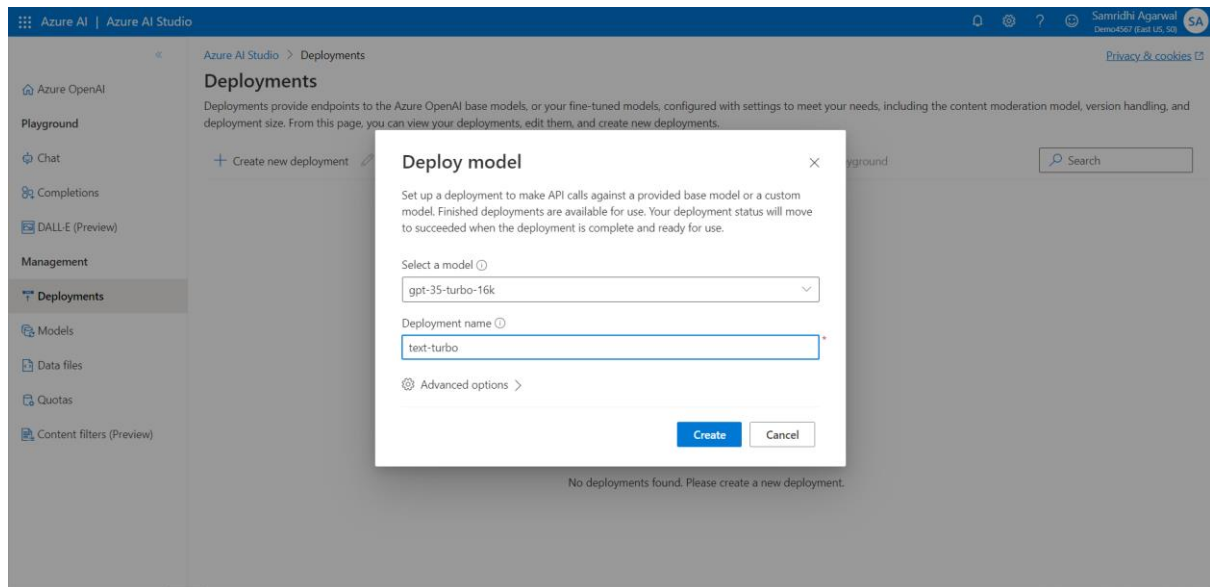 Azure AI | Azure AI Studio
Samridhi Agarwal
Demo4567 (East US, S0)
SA
Azure OpenAI
Playground
Chat
Completions
DALL·E (Preview)
Management
Deployments
Models
Data files
Quotas
Content filters (Preview)
Azure AI Studio > Deployments
Privacy & cookies
Deployments
Deployments provide endpoints to the Azure OpenAI base models, or your fine-tuned models, configured with settings to meet your needs, including the content moderation model, version handling, and
deployment size. From this page, you can view your deployments, edit them, and create new deployments.
+ Create new deployment
Search
Deploy model
Set up a deployment to make API calls against a provided base model or a custom
model. Finished deployments are available for use. Your deployment status will move
to succeeded when the deployment is complete and ready for use.
Select a model
gpt-35-turbo-16k
Deployment name
text-turbo
*
Advanced options >
Create Cancel
No deployments found. Please create a new deployment.